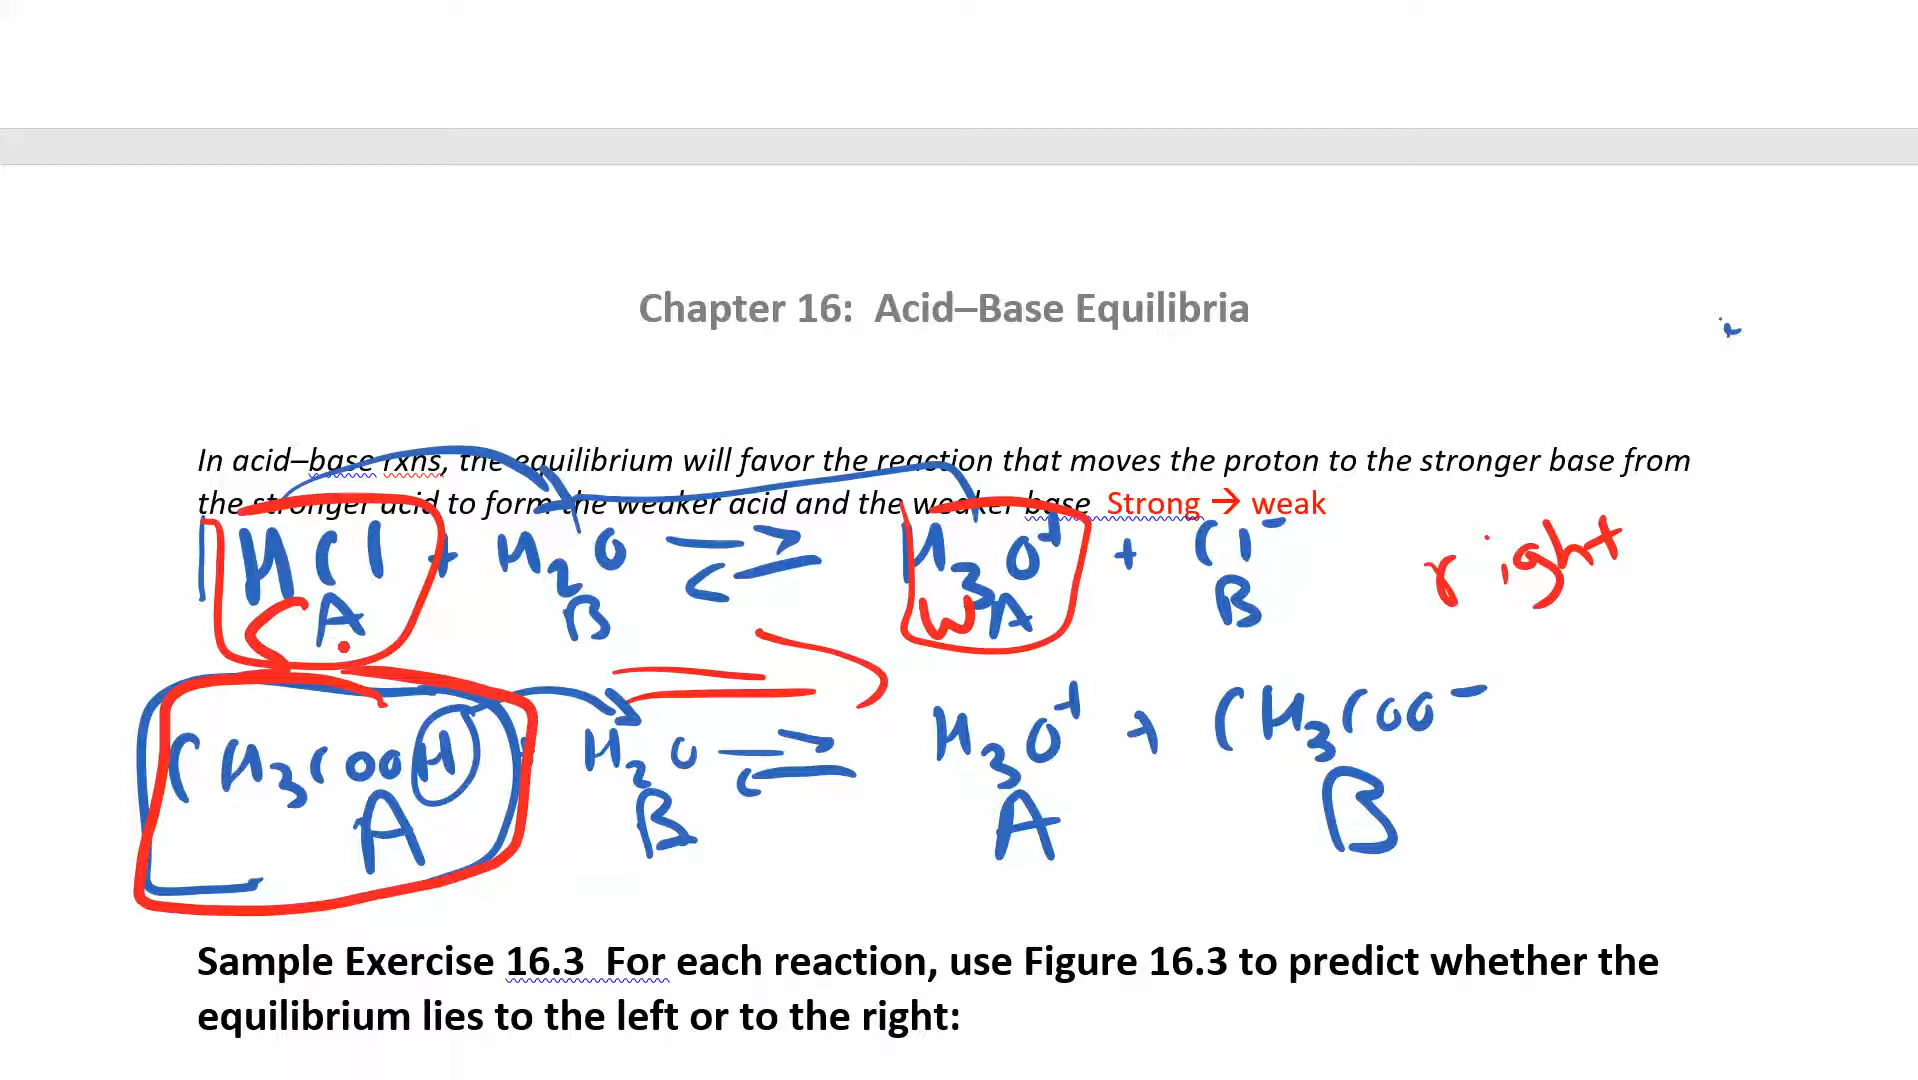 Chapter 16:  Acid–Base Equilibria
In acid–base rxns, the equilibrium will favor the reaction that moves the proton to the stronger base from
the stronger acid to form the weaker acid and the weaker base  Strong → weak
HCl + H₂O ⇌ H₃O⁺ + Cl⁻ right
A B W A B
CH₃COOH + H₂O ⇌ H₃O⁺ + CH₃COO⁻
A B A B
Sample Exercise 16.3  For each reaction, use Figure 16.3 to predict whether the
equilibrium lies to the left or to the right: